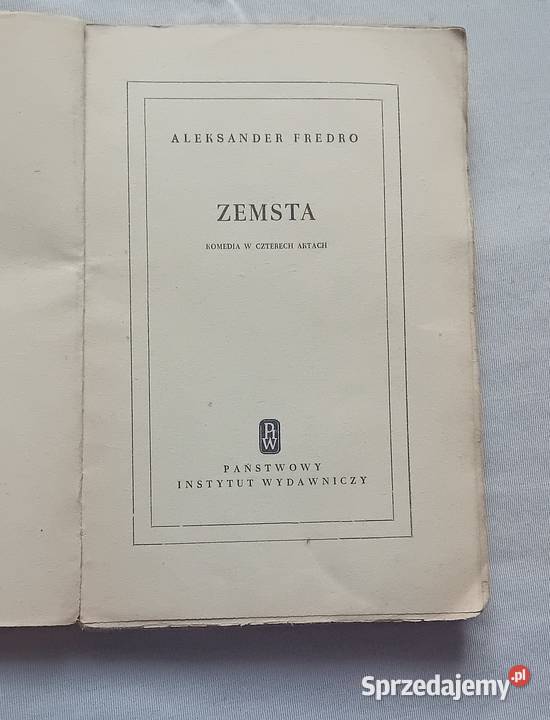 ALEKSANDER FREDRO
ZEMSTA
KOMEDIA W CZTERECH AKTACH
PIW
PAŃSTWOWY
INSTYTUT WYDAWNICZY
Sprzedajemy.pl